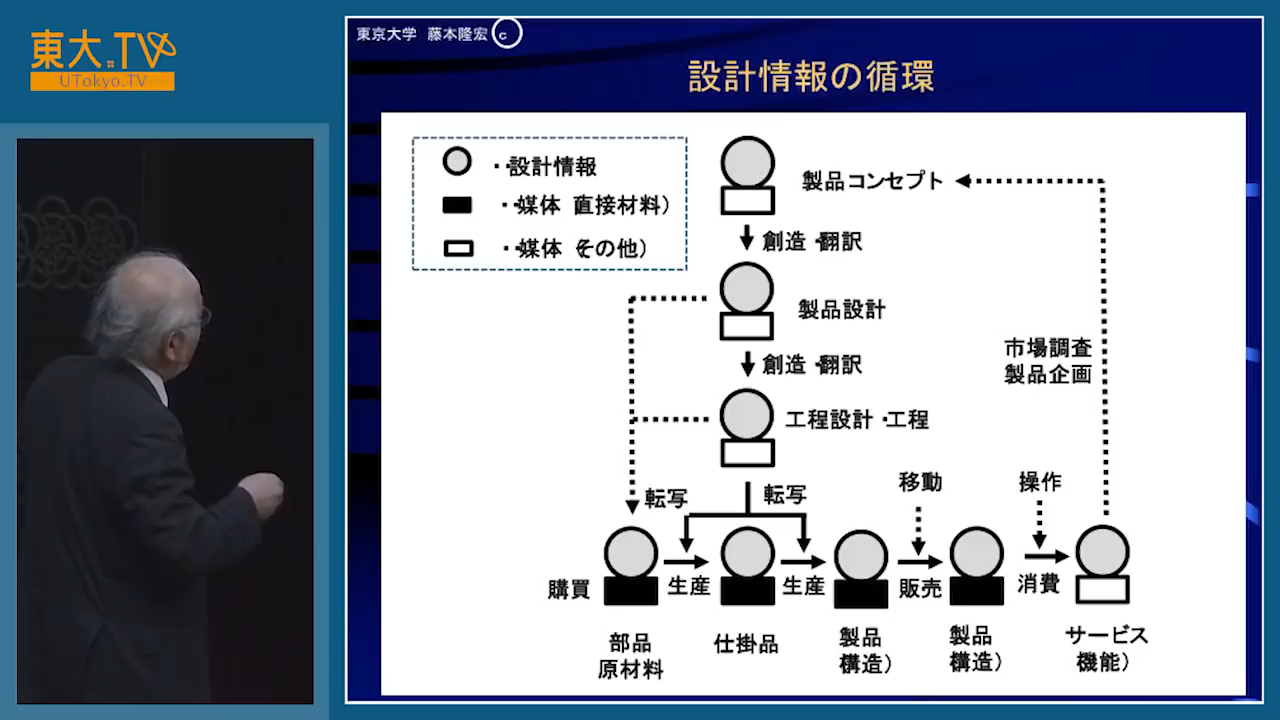 東大.TV
UTokyo.TV
東京大学 藤本隆宏 c
設計情報の循環
・・設計情報
・・媒体 直接材料)
・・媒体 その他)
製品コンセプト
創造・翻訳
製品設計
創造・翻訳
市場調査
製品企画
工程設計・工程
転写
転写
移動
操作
購買
生産
生産
販売
消費
部品
原材料
仕掛品
製品
構造)
製品
構造)
サービス
機能)